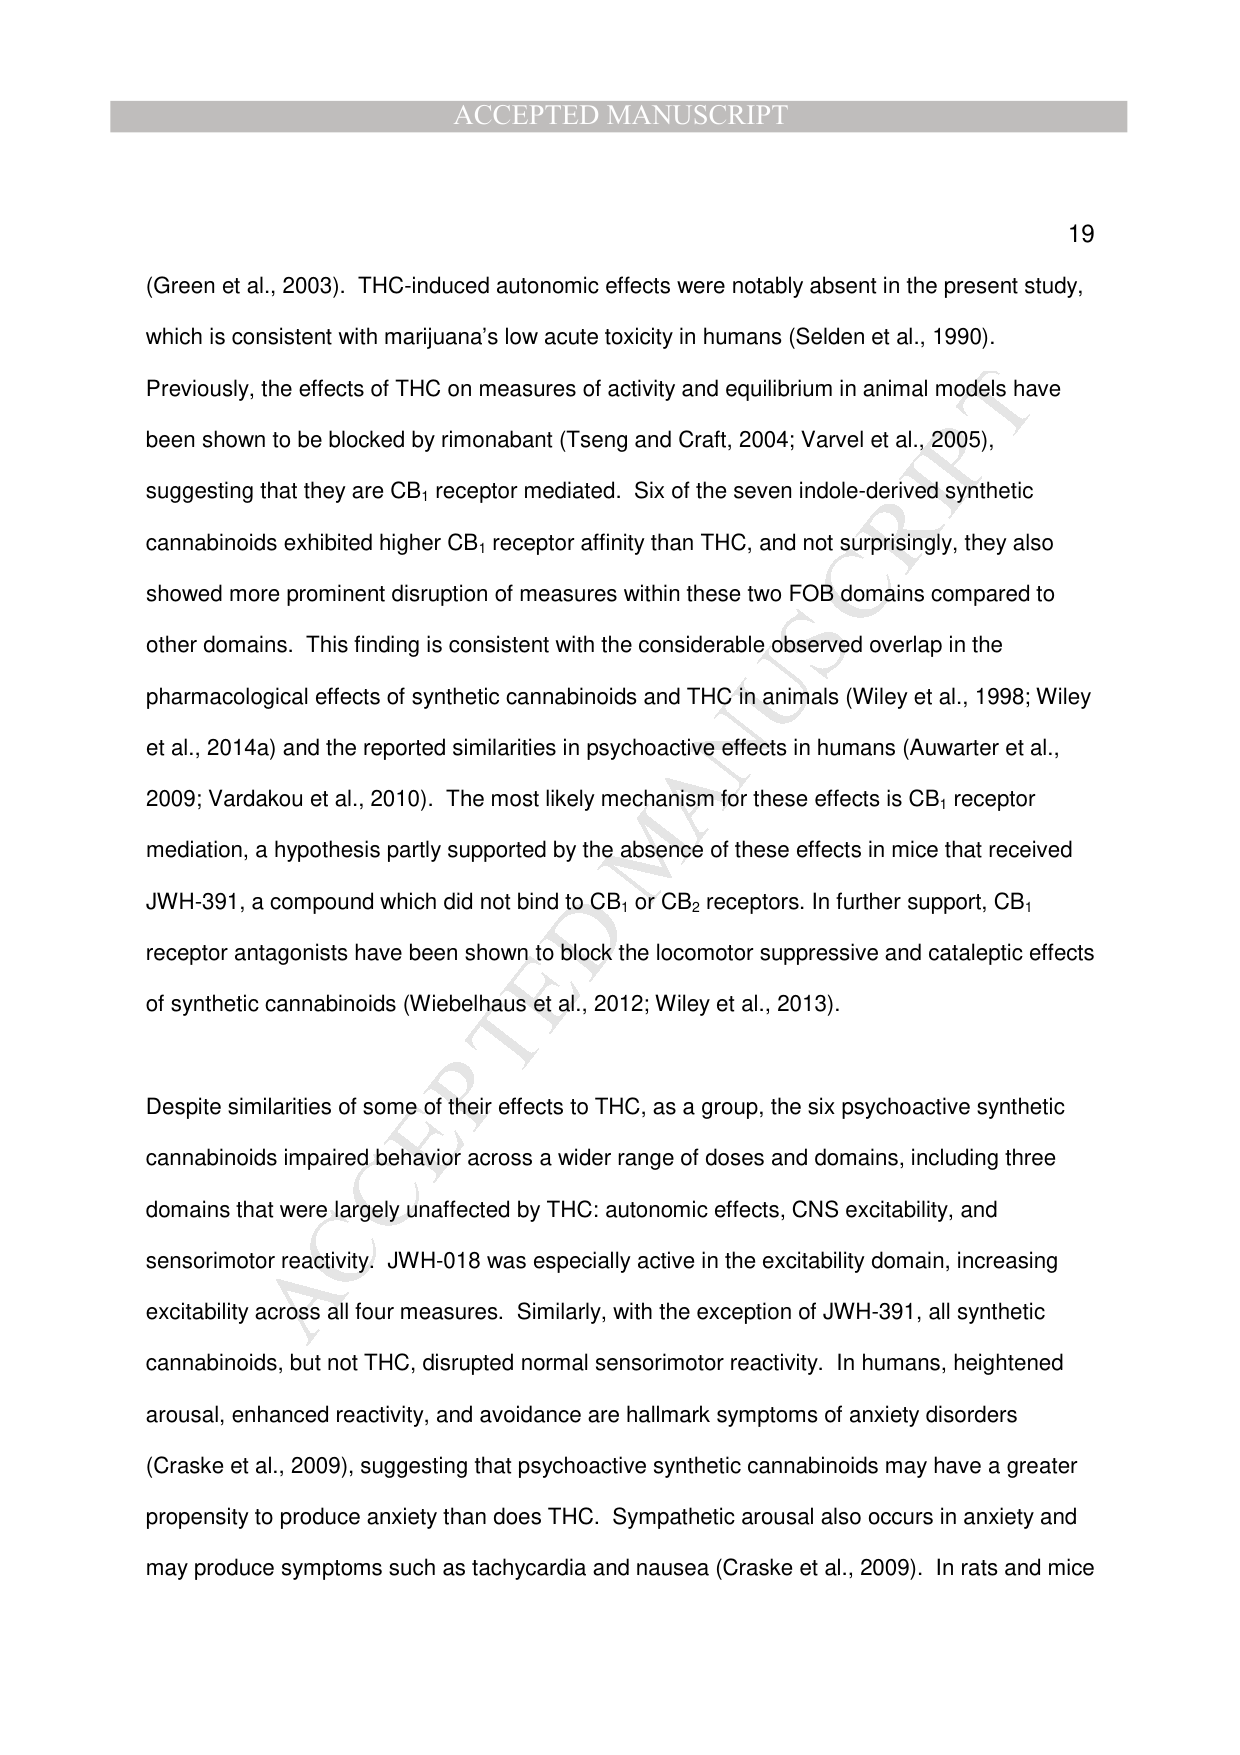 ACCEPTED MANUSCRIPT
19
(Green et al., 2003).  THC-induced autonomic effects were notably absent in the present study,
which is consistent with marijuana’s low acute toxicity in humans (Selden et al., 1990).
Previously, the effects of THC on measures of activity and equilibrium in animal models have
been shown to be blocked by rimonabant (Tseng and Craft, 2004; Varvel et al., 2005),
suggesting that they are CB₁ receptor mediated.  Six of the seven indole-derived synthetic
cannabinoids exhibited higher CB₁ receptor affinity than THC, and not surprisingly, they also
showed more prominent disruption of measures within these two FOB domains compared to
other domains.  This finding is consistent with the considerable observed overlap in the
pharmacological effects of synthetic cannabinoids and THC in animals (Wiley et al., 1998; Wiley
et al., 2014a) and the reported similarities in psychoactive effects in humans (Auwarter et al.,
2009; Vardakou et al., 2010).  The most likely mechanism for these effects is CB₁ receptor
mediation, a hypothesis partly supported by the absence of these effects in mice that received
JWH-391, a compound which did not bind to CB₁ or CB₂ receptors. In further support, CB₁
receptor antagonists have been shown to block the locomotor suppressive and cataleptic effects
of synthetic cannabinoids (Wiebelhaus et al., 2012; Wiley et al., 2013).
Despite similarities of some of their effects to THC, as a group, the six psychoactive synthetic
cannabinoids impaired behavior across a wider range of doses and domains, including three
domains that were largely unaffected by THC: autonomic effects, CNS excitability, and
sensorimotor reactivity.  JWH-018 was especially active in the excitability domain, increasing
excitability across all four measures.  Similarly, with the exception of JWH-391, all synthetic
cannabinoids, but not THC, disrupted normal sensorimotor reactivity.  In humans, heightened
arousal, enhanced reactivity, and avoidance are hallmark symptoms of anxiety disorders
(Craske et al., 2009), suggesting that psychoactive synthetic cannabinoids may have a greater
propensity to produce anxiety than does THC.  Sympathetic arousal also occurs in anxiety and
may produce symptoms such as tachycardia and nausea (Craske et al., 2009).  In rats and mice
ACCEPTED MANUSCRIPT